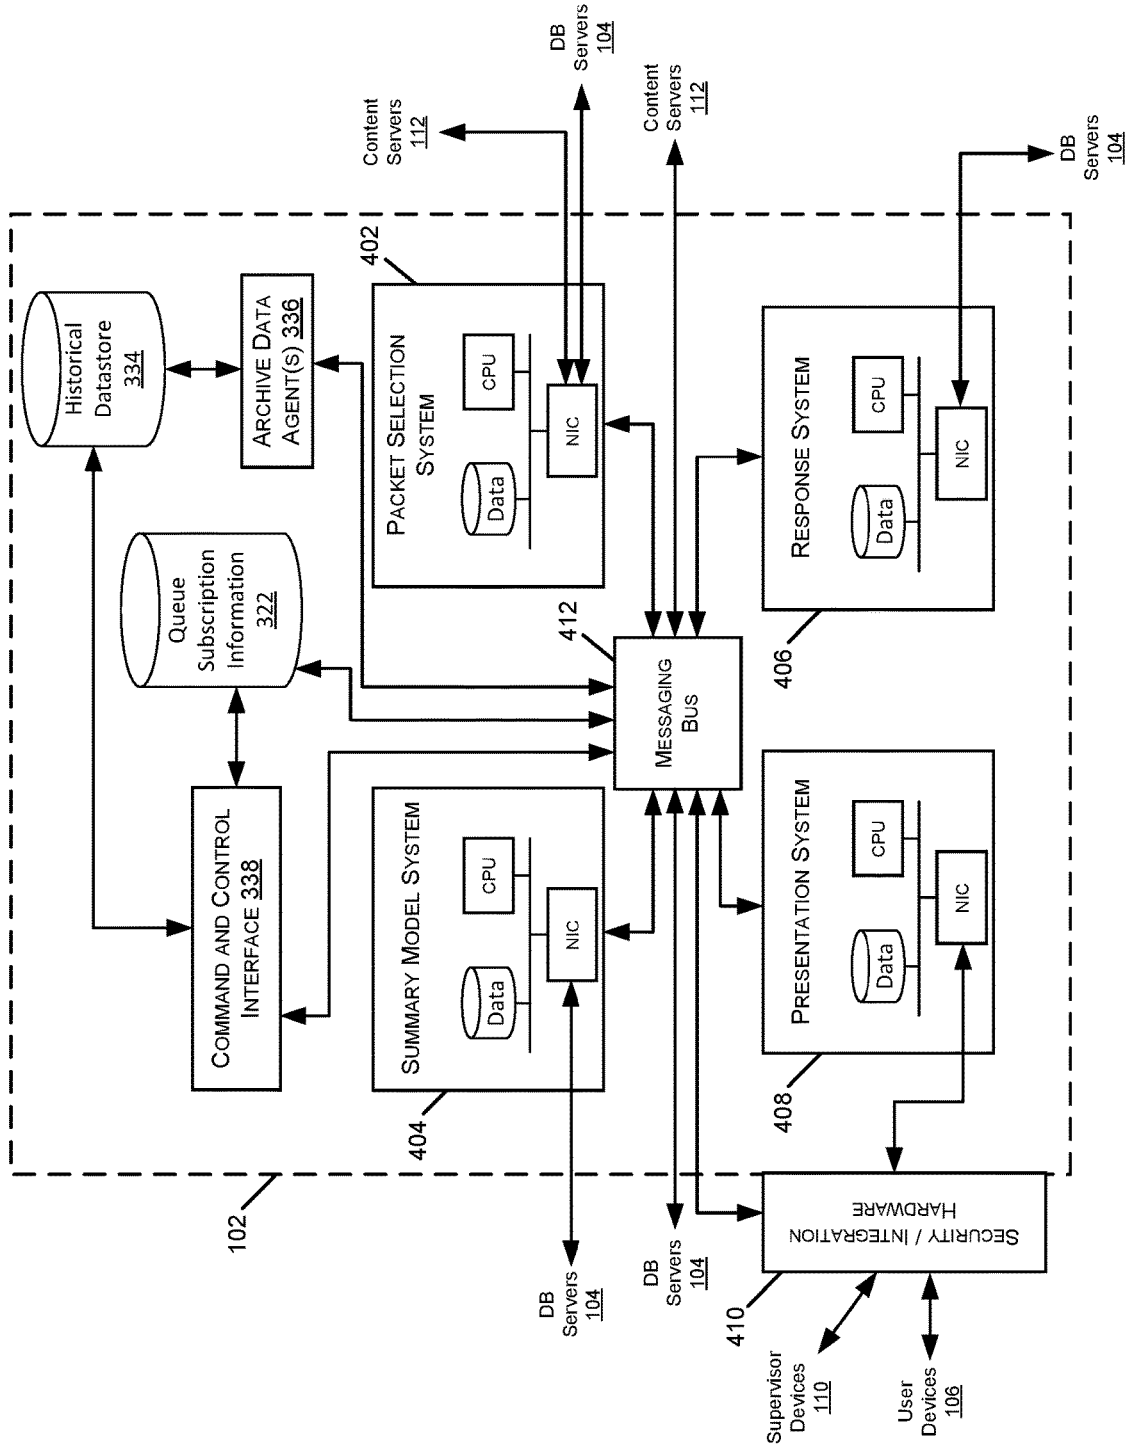 102
Historical
Datastore
334
ARCHIVE DATA
AGENT(S) 336
Queue
Subscription
Information
322
COMMAND AND CONTROL
INTERFACE 338
402
PACKET SELECTION
SYSTEM
Data
CPU
NIC
Content
Servers
112
DB
Servers
104
404
SUMMARY MODEL SYSTEM
Data
CPU
NIC
DB
Servers
104
412
MESSAGING
BUS
Content
Servers
112
DB
Servers
104
406
RESPONSE SYSTEM
Data
CPU
NIC
DB
Servers
104
408
PRESENTATION SYSTEM
Data
CPU
NIC
410
SECURITY / INTEGRATION
HARDWARE
Supervisor
Devices
110
User
Devices
106